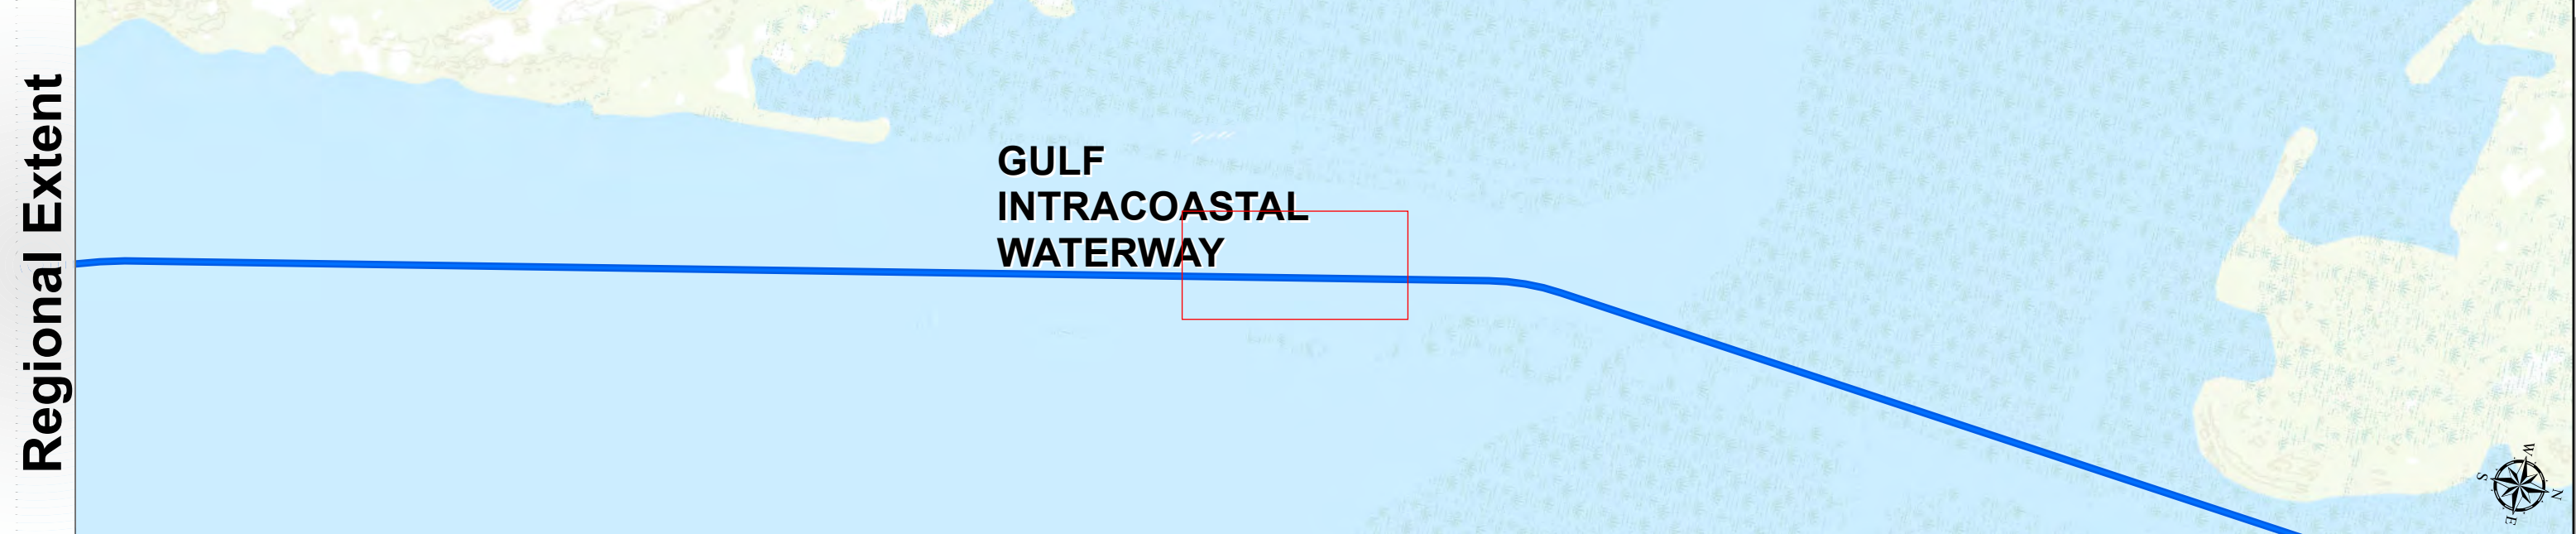 Regional Extent
GULF
INTRACOASTAL
WATERWAY
W
S
N
E